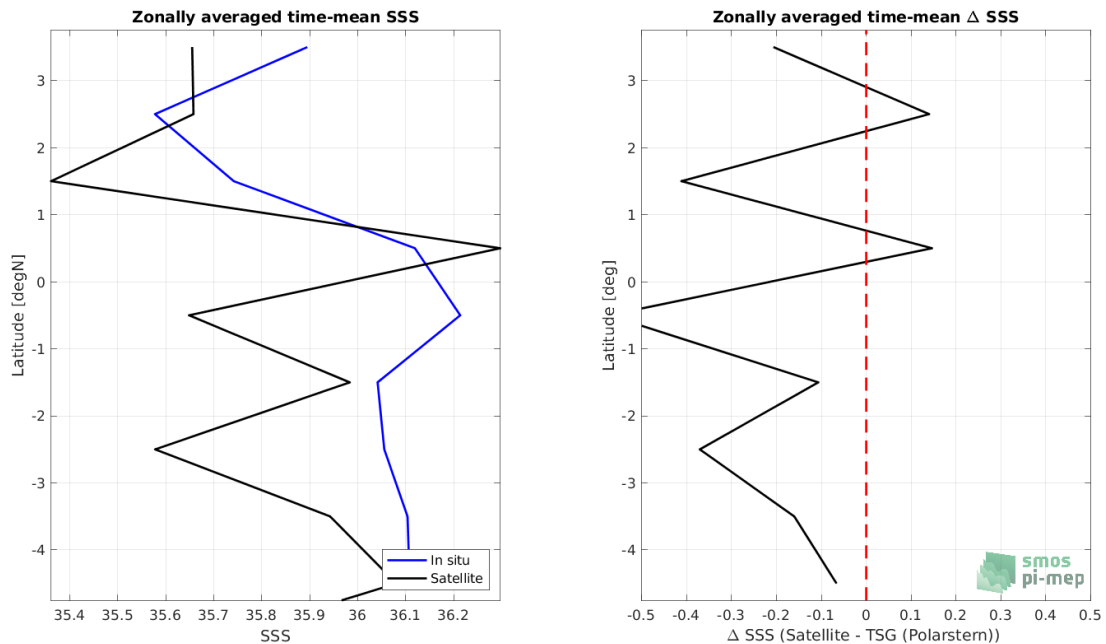 Zonally averaged time-mean SSS
Latitude [degN]
3
2
1
0
-1
-2
-3
-4
35.4 35.5 35.6 35.7 35.8 35.9 36 36.1 36.2
SSS
In situ
Satellite
Zonally averaged time-mean Δ SSS
Latitude [deg]
3
2
1
0
-1
-2
-3
-4
-0.5 -0.4 -0.3 -0.2 -0.1 0 0.1 0.2 0.3 0.4 0.5
Δ SSS (Satellite - TSG (Polarstern))
smos
pi-mep